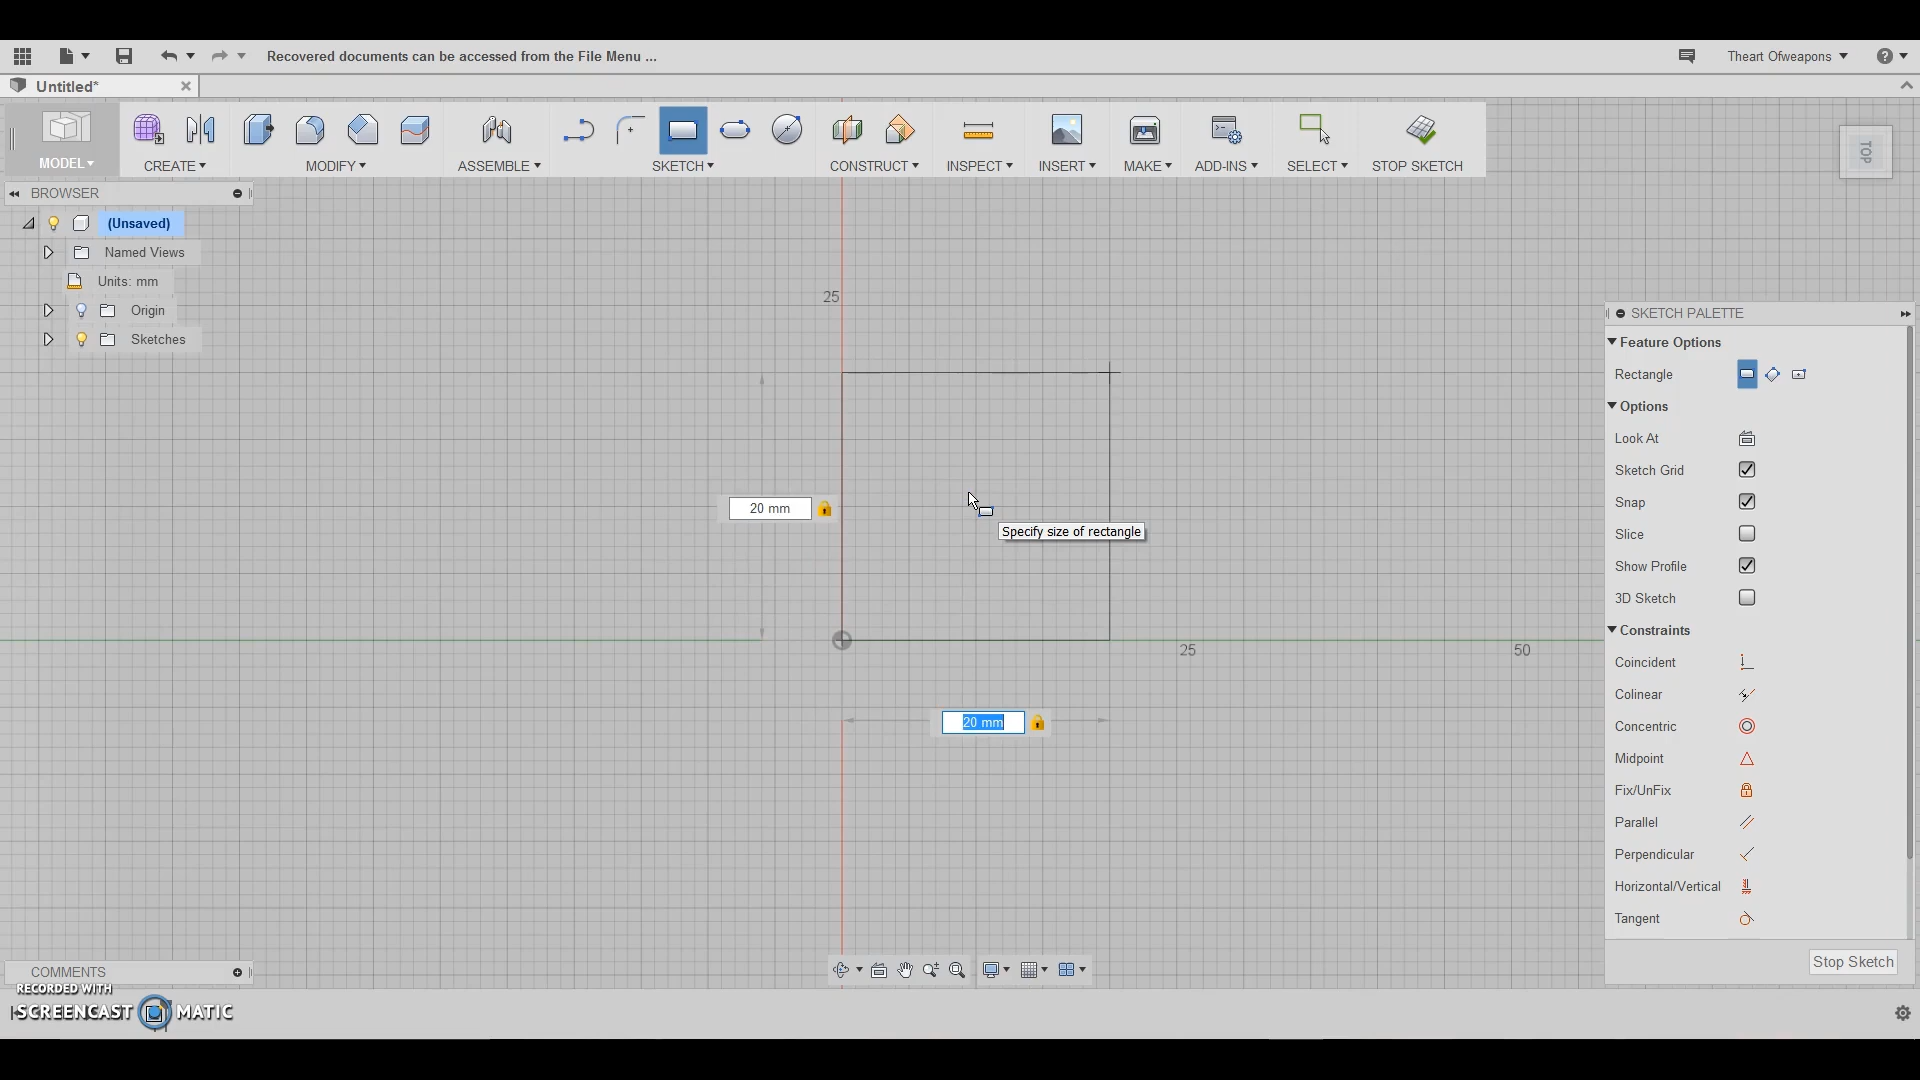 Recovered documents can be accessed from the File Menu ...
Theart Ofweapons
Untitled*
MODEL
CREATE
MODIFY
ASSEMBLE
SKETCH
CONSTRUCT
INSPECT
INSERT
MAKE
ADD-INS
SELECT
STOP SKETCH
TOP
BROWSER
(Unsaved)
Named Views
Units: mm
Origin
Sketches
25
20 mm
Specify size of rectangle
25
50
20 mm
SKETCH PALETTE
Feature Options
Rectangle
Options
Look At
Sketch Grid
Snap
Slice
Show Profile
3D Sketch
Constraints
Coincident
Colinear
Concentric
Midpoint
Fix/UnFix
Parallel
Perpendicular
Horizontal/Vertical
Tangent
Stop Sketch
COMMENTS
RECORDED WITH
SCREENCAST MATIC